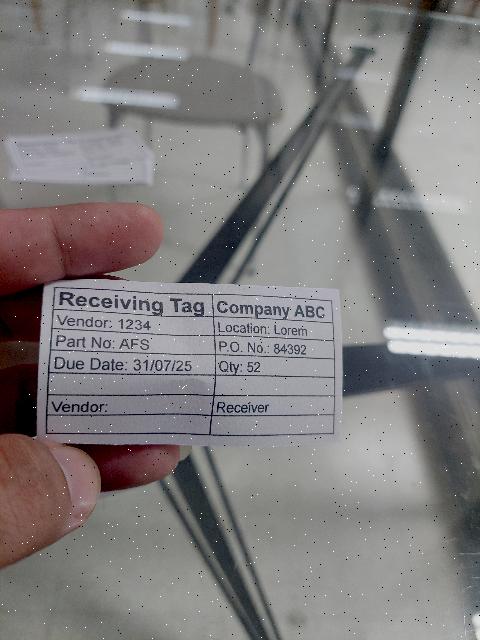 Receiving Tag Company ABC
Vendor: 1234 Location: Lorem
Part No: AFS P.O. No.: 84392
Due Date: 31/07/25 Qty: 52
Vendor: Receiver